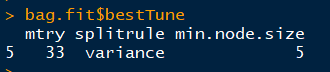 > bag.fit$bestTune
  mtry splitrule min.node.size
5   33  variance             5
>